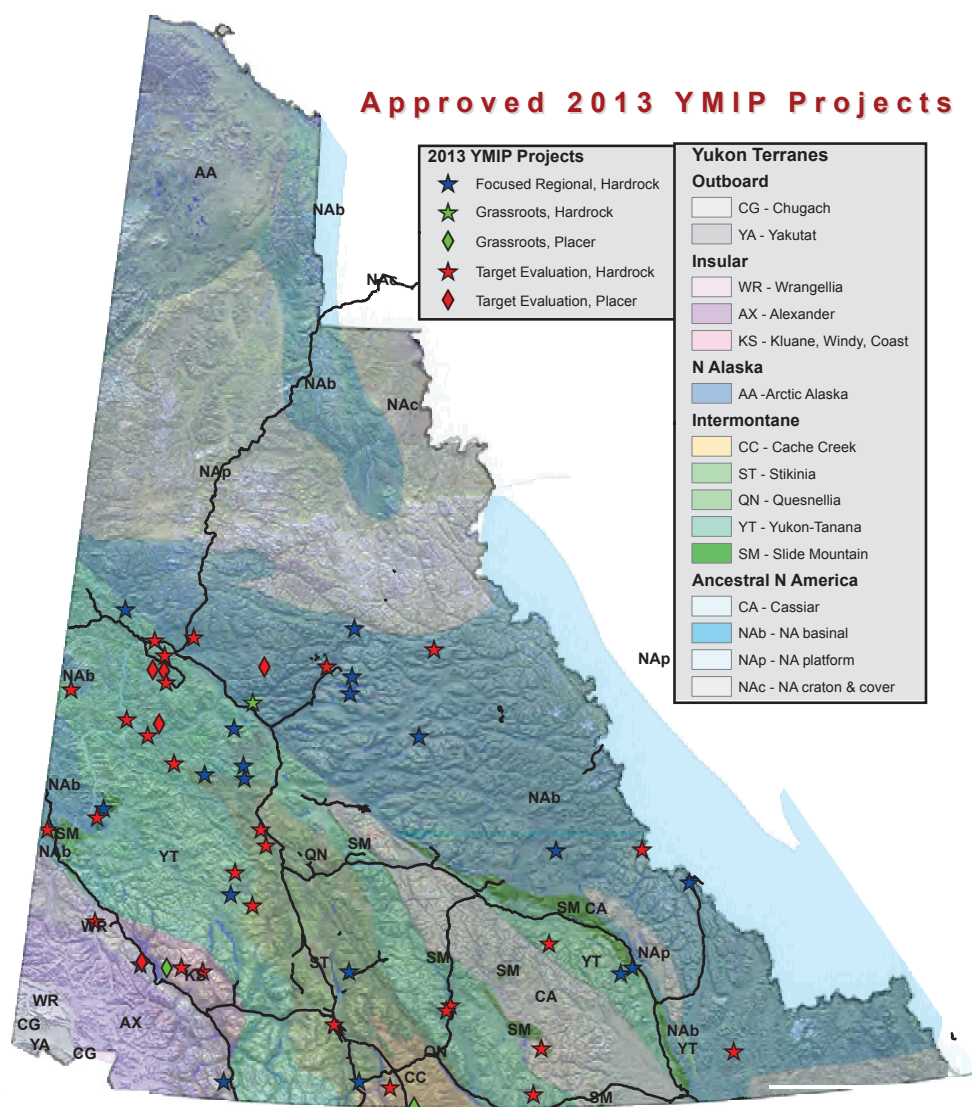 Approved 2013 YMIP Projects
2013 YMIP Projects
Focused Regional, Hardrock
Grassroots, Hardrock
Grassroots, Placer
Target Evaluation, Hardrock
Target Evaluation, Placer
Yukon Terranes
Outboard
CG - Chugach
YA - Yakutat
Insular
WR - Wrangellia
AX - Alexander
KS - Kluane, Windy, Coast
N Alaska
AA -Arctic Alaska
Intermontane
CC - Cache Creek
ST - Stikinia
QN - Quesnellia
YT - Yukon-Tanana
SM - Slide Mountain
Ancestral N America
CA - Cassiar
NAb - NA basinal
NAp - NA platform
NAc - NA craton & cover
AA
NAb
NAc
NAb
NAc
NAp
NAp
NAb
NAb
NAb
SM
NAb
YT
QN
SM
SM CA
WR
NAp
KS
ST
SM
SM
YT
CA
WR
CG
AX
YA
CG
SM
NAb
YT
QN
CC
SM